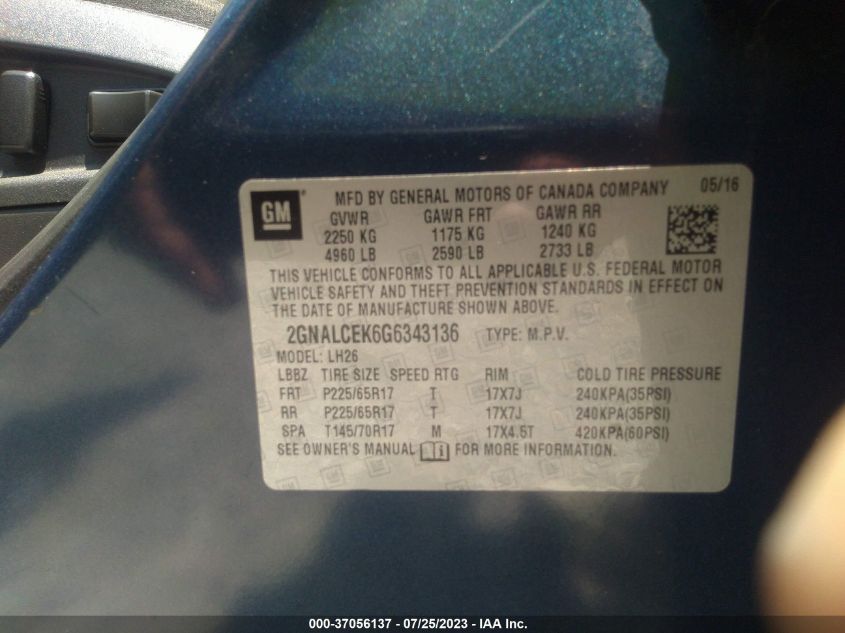 GM
MFD BY GENERAL MOTORS OF CANADA COMPANY 05/16
GVWR GAWR FRT GAWR RR
2250 KG 1175 KG 1240 KG
4960 LB 2590 LB 2733 LB
THIS VEHICLE CONFORMS TO ALL APPLICABLE U.S. FEDERAL MOTOR
VEHICLE SAFETY AND THEFT PREVENTION STANDARDS IN EFFECT ON
THE DATE OF MANUFACTURE SHOWN ABOVE.
2GNALCEK6G6343136 TYPE: M.P.V.
MODEL: LH26
LBBZ TIRE SIZE SPEED RTG RIM COLD TIRE PRESSURE
FRT P225/65R17 T 17X7J 240KPA(35PSI)
RR P225/65R17 T 17X7J 240KPA(35PSI)
SPA T145/70R17 M 17X4.5T 420KPA(60PSI)
SEE OWNER'S MANUAL FOR MORE INFORMATION.
000-37056137 - 07/25/2023 - IAA Inc.